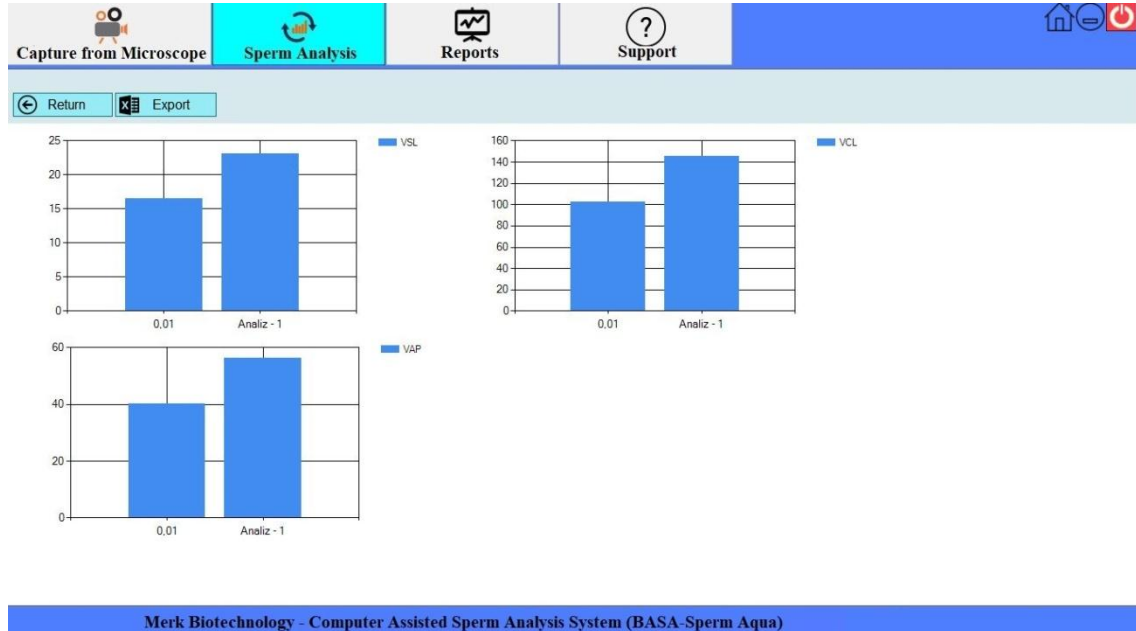 Capture from Microscope
Sperm Analysis
Reports
?
Support
Return
Export
25
20
15
10
5
0
0,01
Analiz - 1
VSL
160
140
120
100
80
60
40
20
0
0,01
Analiz - 1
VCL
60
40
20
0
0,01
Analiz - 1
VAP
Merk Biotechnology - Computer Assisted Sperm Analysis System (BASA-Sperm Aqua)